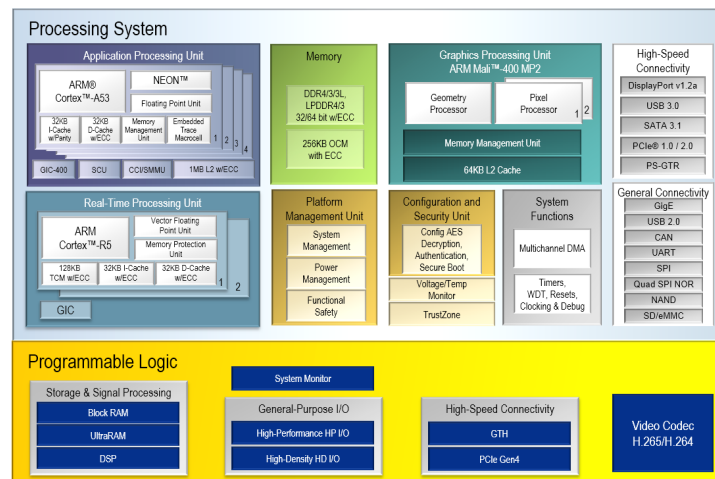 Processing System
Application Processing Unit
ARM®
Cortex™-A53
NEON™
Floating Point Unit
32KB
I-Cache
w/Parity
32KB
D-Cache
w/ECC
Memory
Management
Unit
Embedded
Trace
Macrocell
1
2
3
4
GIC-400
SCU
CCI/SMMU
1MB L2 w/ECC
Memory
DDR4/3/3L,
LPDDR4/3
32/64 bit w/ECC
256KB OCM
with ECC
Graphics Processing Unit
ARM Mali™-400 MP2
Geometry
Processor
Pixel
Processor
1
2
Memory Management Unit
64KB L2 Cache
High-Speed
Connectivity
DisplayPort v1.2a
USB 3.0
SATA 3.1
PCIe® 1.0 / 2.0
PS-GTR
Real-Time Processing Unit
ARM
Cortex™-R5
Vector Floating
Point Unit
Memory Protection
Unit
128KB
TCM w/ECC
32KB I-Cache
w/ECC
32KB D-Cache
w/ECC
1
2
GIC
Platform
Management Unit
System
Management
Power
Management
Functional
Safety
Configuration and
Security Unit
Config AES
Decryption,
Authentication,
Secure Boot
Voltage/Temp
Monitor
TrustZone
System
Functions
Multichannel DMA
Timers,
WDT, Resets,
Clocking & Debug
General Connectivity
GigE
USB 2.0
CAN
UART
SPI
Quad SPI NOR
NAND
SD/eMMC
Programmable Logic
Storage & Signal Processing
Block RAM
UltraRAM
DSP
System Monitor
General-Purpose I/O
High-Performance HP I/O
High-Density HD I/O
High-Speed Connectivity
GTH
PCIe Gen4
Video Codec
H.265/H.264